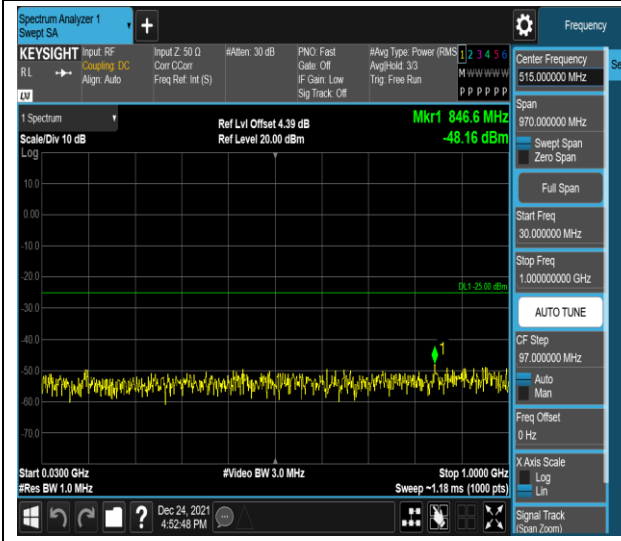 Spectrum Analyzer 1
Swept SA
Frequency
KEYSIGHT
RL
LXI
Input: RF
Coupling: DC
Align: Auto
Input Z: 50 Ω
Corr CCorr
Freq Ref: Int (S)
#Atten: 30 dB
PNO: Fast
Gate: Off
IF Gain: Low
Sig Track: Off
#Avg Type: Power (RMS
Avg|Hold: 3/3
Trig: Free Run
1 2 3 4 5 6
M W W W W W
P P P P P P
1 Spectrum
Scale/Div 10 dB
Log
Ref Lvl Offset 4.39 dB
Ref Level 20.00 dBm
Mkr1 846.6 MHz
-48.16 dBm
10.0
0.00
-10.0
-20.0
-30.0
-40.0
-50.0
-60.0
-70.0
DL1 -25.00 dBm
1
Start 0.0300 GHz
#Res BW 1.0 MHz
#Video BW 3.0 MHz
Stop 1.0000 GHz
Sweep ~1.18 ms (1000 pts)
Dec 24, 2021
4:52:48 PM
Center Frequency
515.000000 MHz
Span
970.000000 MHz
Swept Span
Zero Span
Full Span
Start Freq
30.000000 MHz
Stop Freq
1.000000000 GHz
AUTO TUNE
CF Step
97.000000 MHz
Auto
Man
Freq Offset
0 Hz
X Axis Scale
Log
Lin
Signal Track
(Span Zoom)
Se